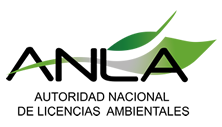 ANLA
AUTORIDAD NACIONAL
DE LICENCIAS AMBIENTALES